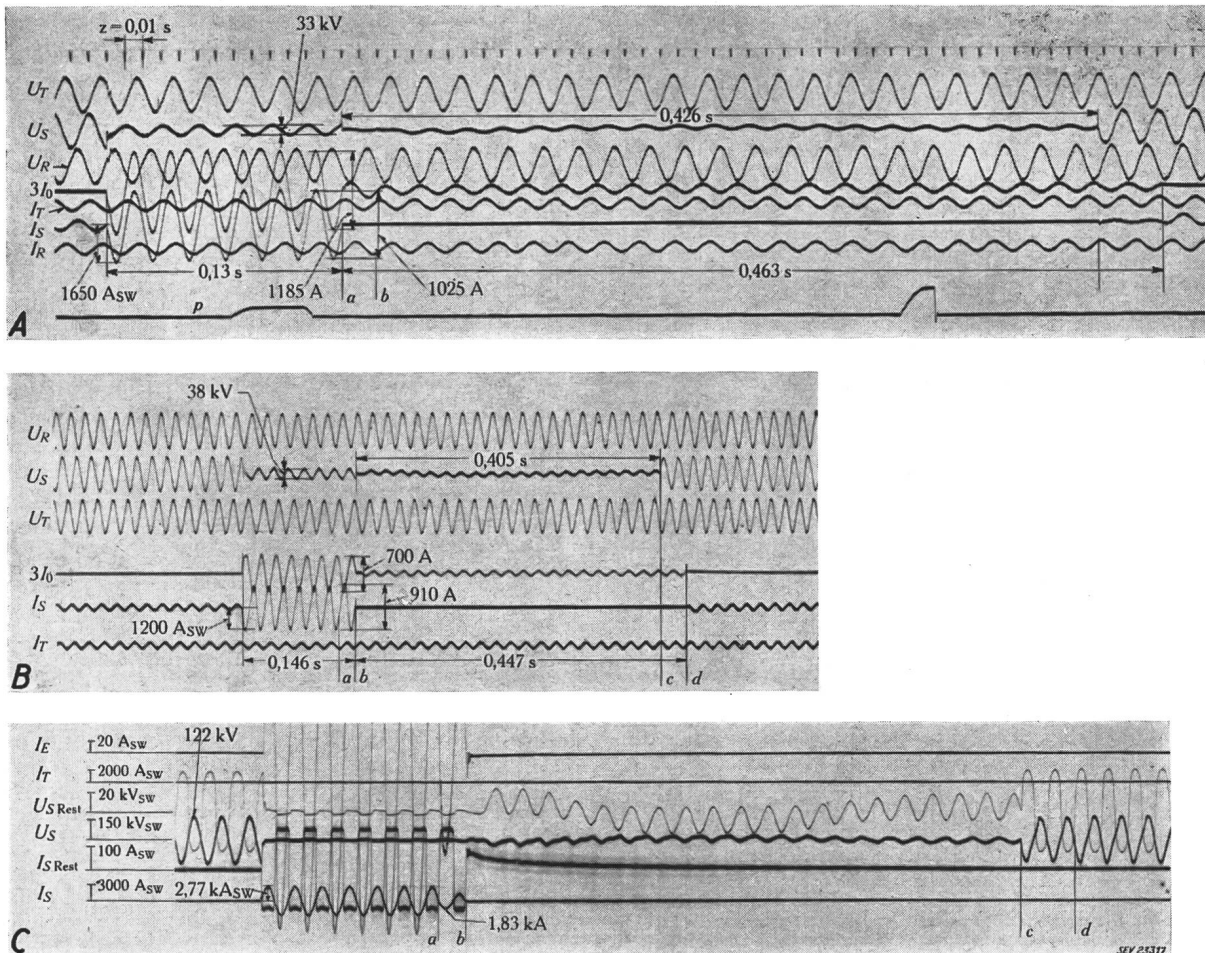 z=0,01 s
33 kV
U_T
0,426 s
U_S
U_R
3I_0
I_T
I_S
I_R
0,13 s
0,463 s
1650 A_SW
1185 A
a
b
1025 A
p
A
38 kV
U_R
0,405 s
U_S
U_T
700 A
3I_0
910 A
I_S
1200 A_SW
I_T
0,146 s
a
b
0,447 s
c
d
B
I_E
20 A_SW
122 kV
I_T
2000 A_SW
U_S Rest
20 kV_SW
U_S
150 kV_SW
I_S Rest
100 A_SW
I_S
3000 A_SW
2,77 kA_SW
1,83 kA
a
b
c
d
C
SEV 23317